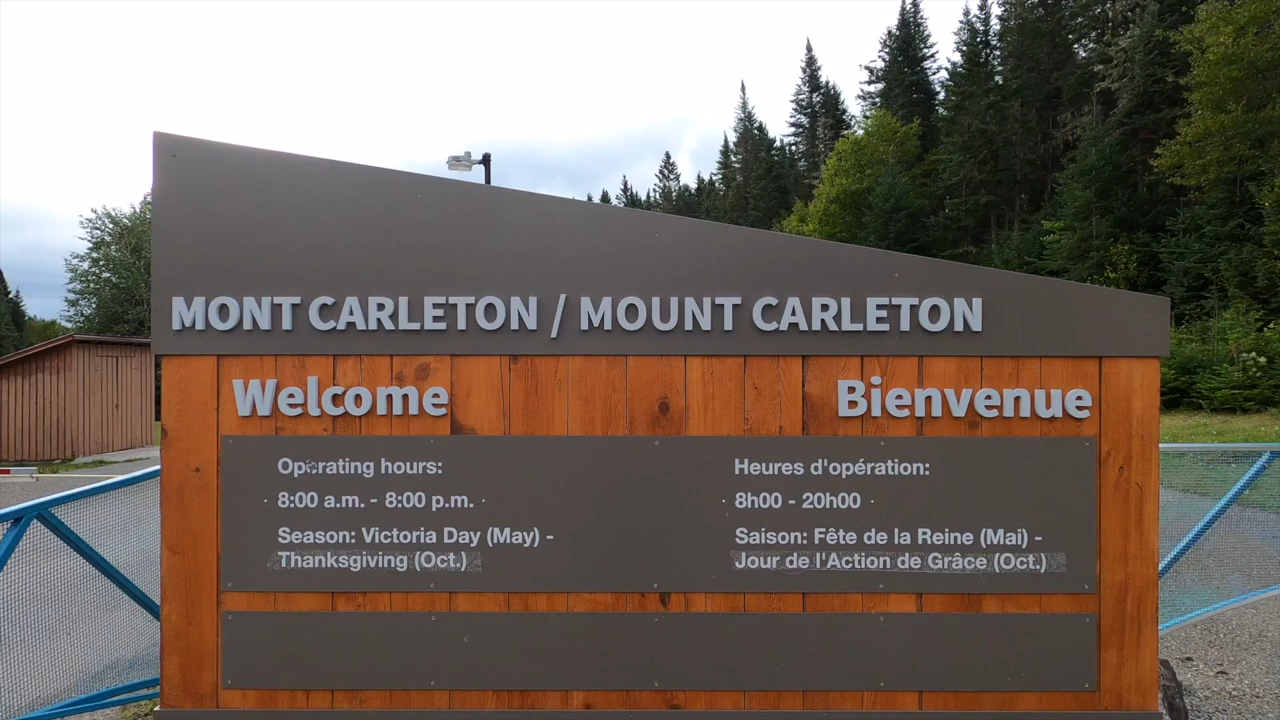 MONT CARLETON / MOUNT CARLETON
Welcome
Bienvenue
Operating hours:
8:00 a.m. - 8:00 p.m.
Season: Victoria Day (May) -
Thanksgiving (Oct.)
Heures d'opération:
8h00 - 20h00
Saison: Fête de la Reine (Mai) -
Jour de l'Action de Grâce (Oct.)